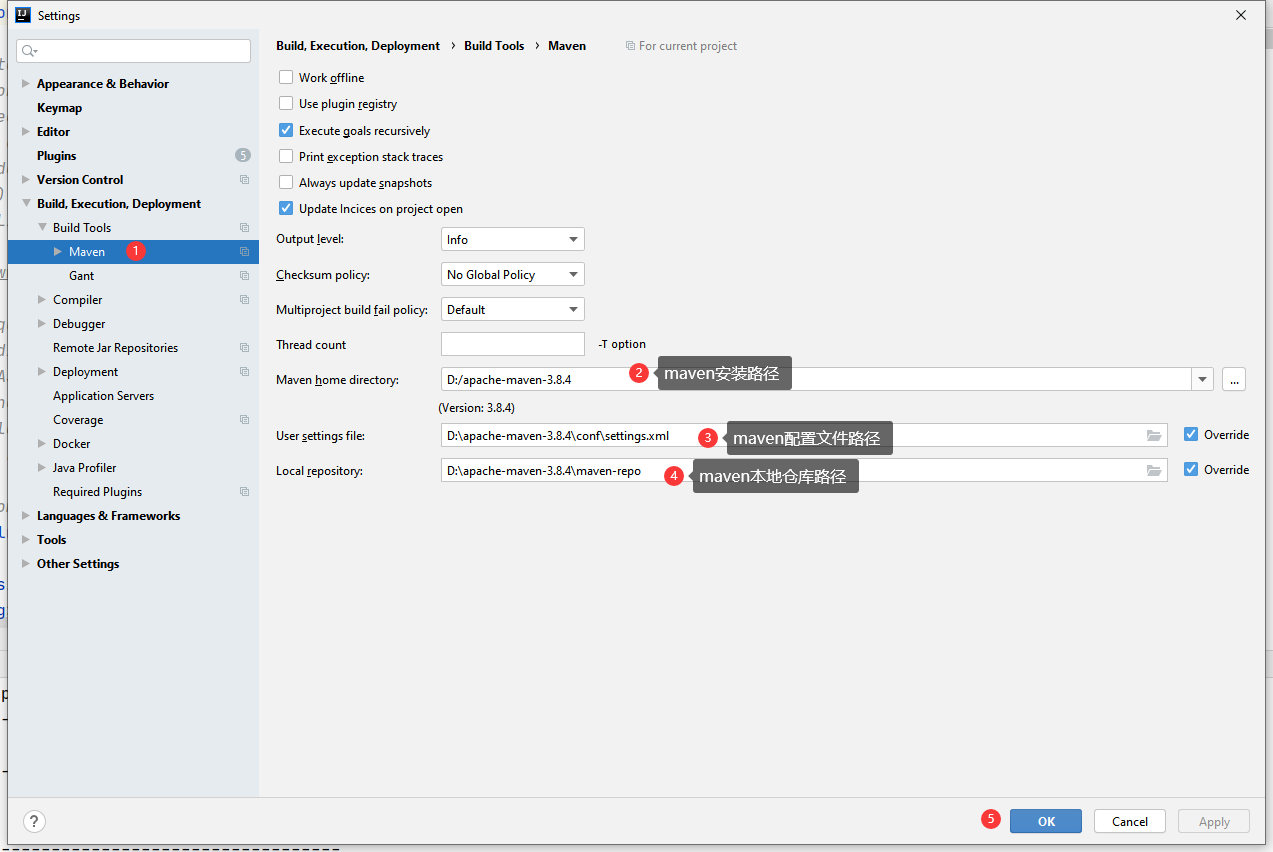 Settings
Build, Execution, Deployment › Build Tools › Maven For current project
Appearance & Behavior
Keymap
Editor
Plugins 5
Version Control
Build, Execution, Deployment
Build Tools
Maven 1
Gant
Compiler
Debugger
Remote Jar Repositories
Deployment
Application Servers
Coverage
Docker
Java Profiler
Required Plugins
Languages & Frameworks
Tools
Other Settings
Work offline
Use plugin registry
Execute goals recursively
Print exception stack traces
Always update snapshots
Update Incices on project open
Output level: Info
Checksum policy: No Global Policy
Multiproject build fail policy: Default
Thread count -T option
Maven home directory: D:/apache-maven-3.8.4 2 maven安装路径 ...
(Version: 3.8.4)
User settings file: D:\apache-maven-3.8.4\conf\settings.xml 3 maven配置文件路径 Override
Local repository: D:\apache-maven-3.8.4\maven-repo 4 maven本地仓库路径 Override
? 5 OK Cancel Apply